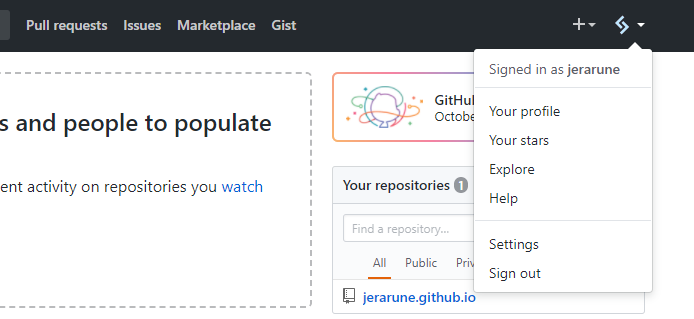 Pull requests Issues Marketplace Gist
Signed in as jerarune
Your profile
Your stars
Explore
Help
Settings
Sign out
s and people to populate
ent activity on repositories you watch
GitHub
October
Your repositories 1
Find a repository...
All Public Priv
jerarune.github.io